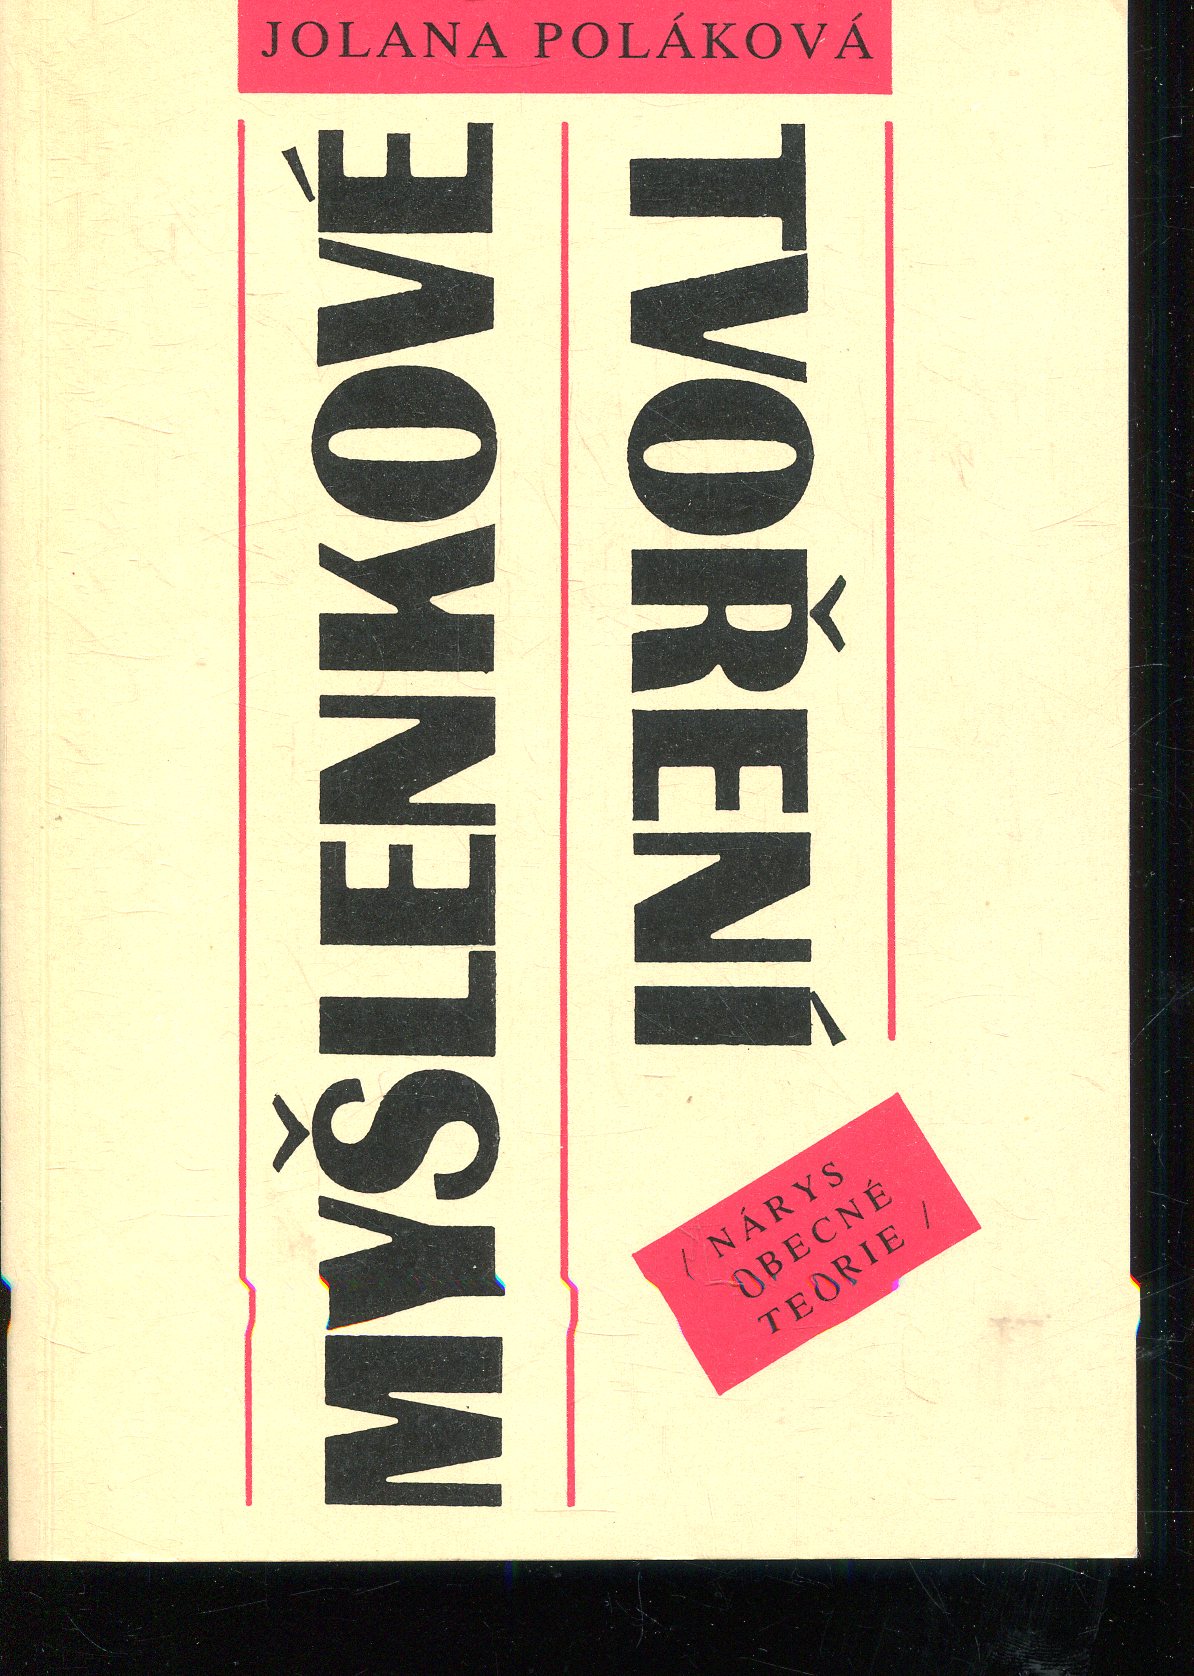 JOLANA POLÁKOVÁ
MYŠLENKOVÉ
TVOŘENÍ
/ NÁRYS
OBECNÉ
TEORIE /